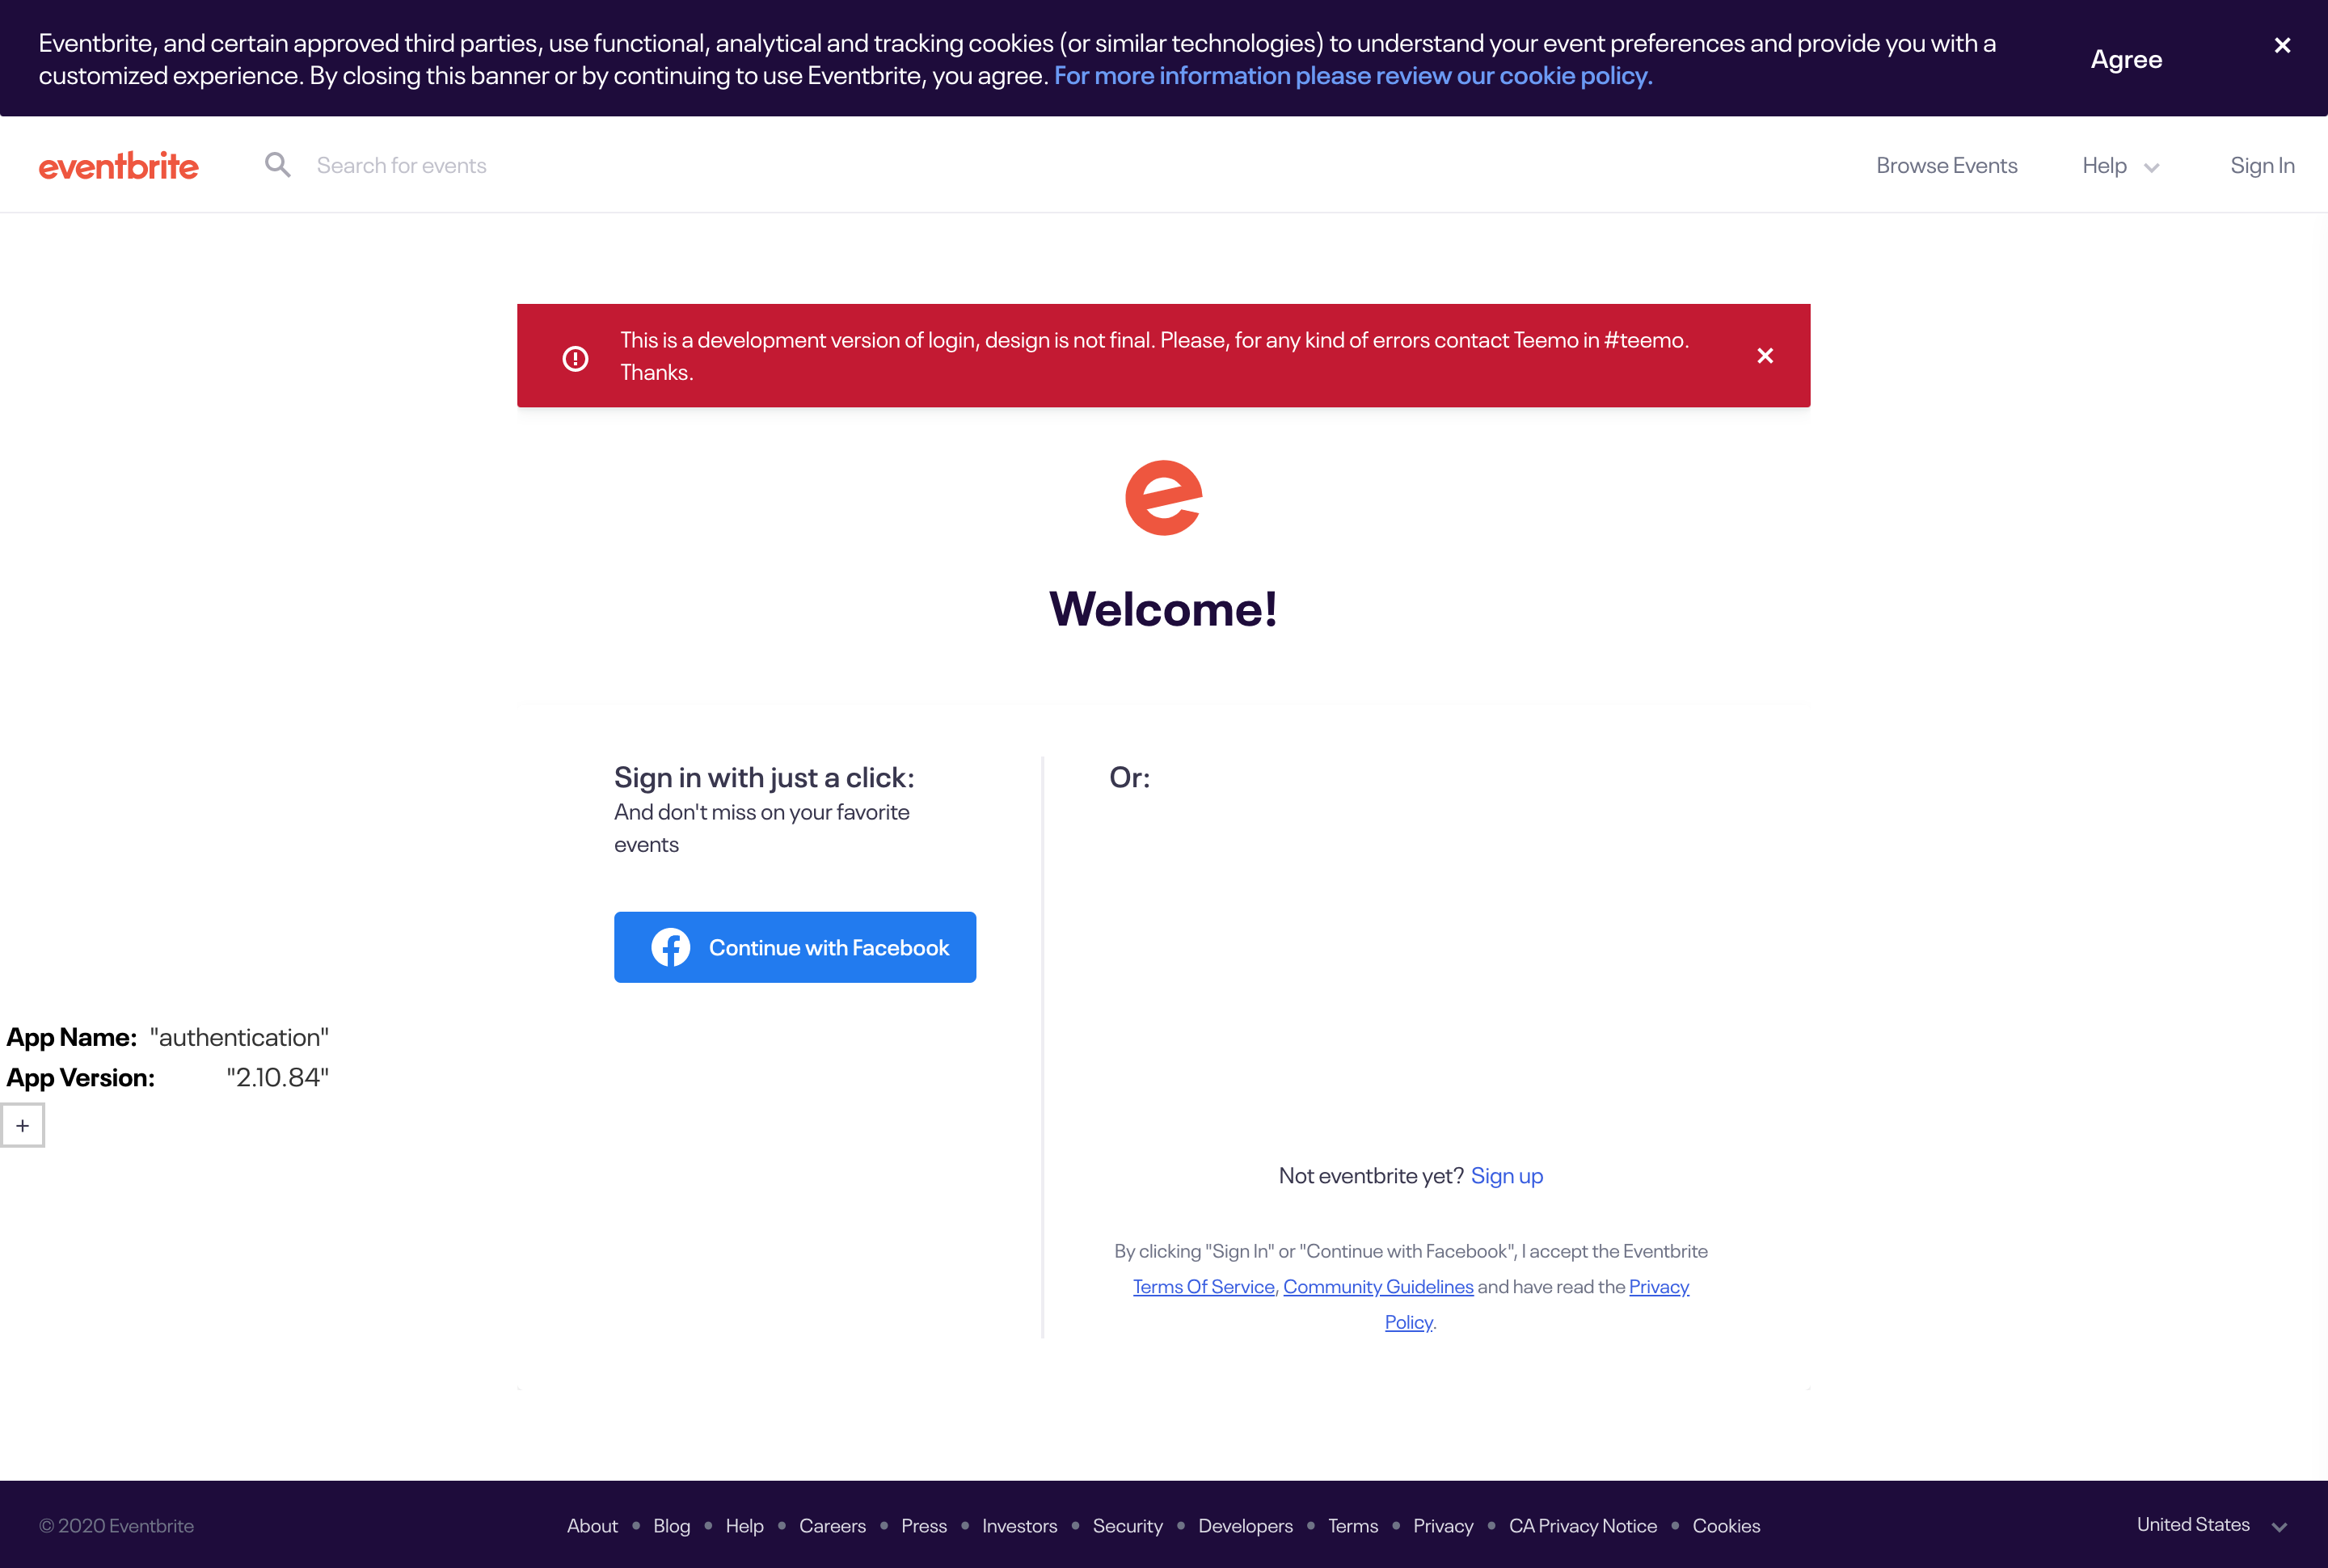 Eventbrite, and certain approved third parties, use functional, analytical and tracking cookies (or similar technologies) to understand your event preferences and provide you with a
customized experience. By closing this banner or by continuing to use Eventbrite, you agree. For more information please review our cookie policy.
Agree
eventbrite
Search for events
Browse Events
Help
Sign In
This is a development version of login, design is not final. Please, for any kind of errors contact Teemo in #teemo.
Thanks.
Welcome!
Sign in with just a click:
And don't miss on your favorite
events
Continue with Facebook
Or:
App Name: "authentication"
App Version: "2.10.84"
+
Not eventbrite yet? Sign up
By clicking "Sign In" or "Continue with Facebook", I accept the Eventbrite
Terms Of Service, Community Guidelines and have read the Privacy
Policy.
© 2020 Eventbrite
About • Blog • Help • Careers • Press • Investors • Security • Developers • Terms • Privacy • CA Privacy Notice • Cookies
United States